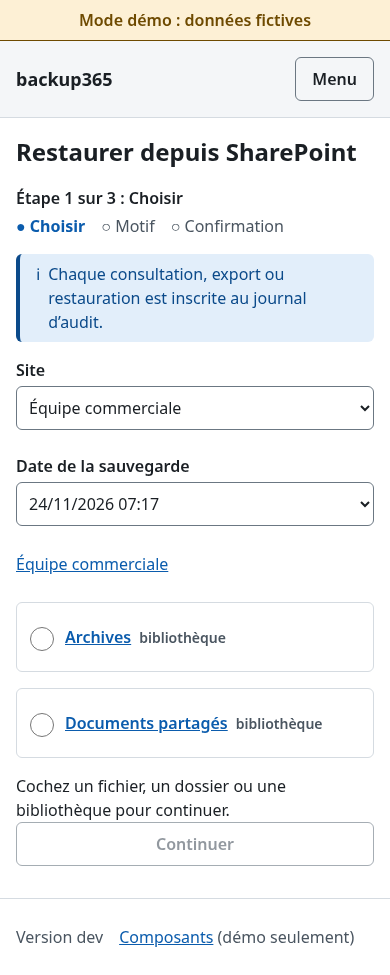 Mode démo : données fictives
backup365
Menu
Restaurer depuis SharePoint
Étape 1 sur 3 : Choisir
● Choisir ○ Motif ○ Confirmation
i Chaque consultation, export ou
restauration est inscrite au journal
d’audit.
Site
Équipe commerciale
Date de la sauvegarde
24/11/2026 07:17
Équipe commerciale
Archives bibliothèque
Documents partagés bibliothèque
Cochez un fichier, un dossier ou une
bibliothèque pour continuer.
Continuer
Version dev Composants (démo seulement)